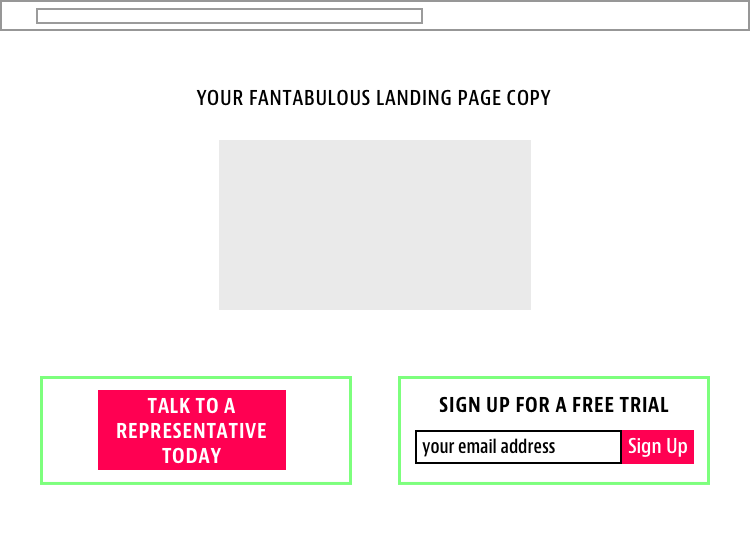 YOUR FANTABULOUS LANDING PAGE COPY
TALK TO A
REPRESENTATIVE
TODAY
SIGN UP FOR A FREE TRIAL
your email address
Sign Up